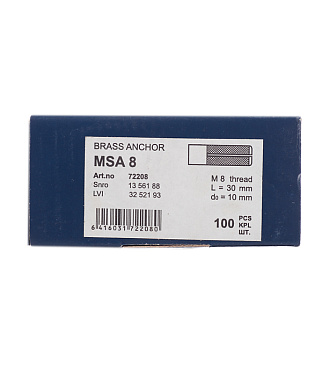 BRASS ANCHOR
MSA 8
Art.no 72208
Snro 13 561 88
LVI 32 521 93
6 416031 722080
M 8 thread
L = 30 mm
d₀ = 10 mm
100 PCS
KPL
ШТ.